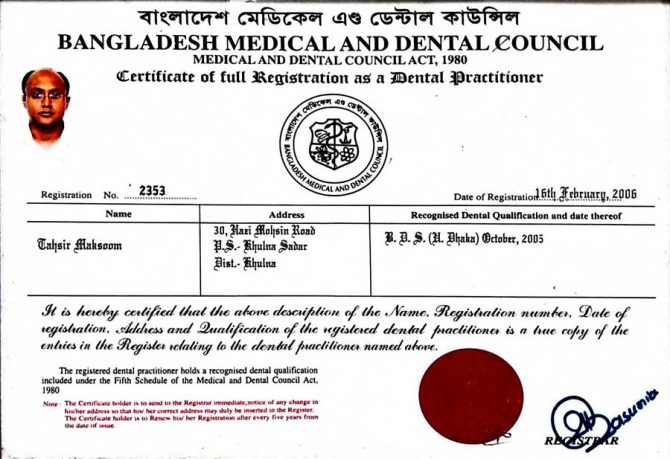 বাংলাদেশ মেডিকেল এণ্ড ডেন্টাল কাউন্সিল
BANGLADESH MEDICAL AND DENTAL COUNCIL
MEDICAL AND DENTAL COUNCIL ACT, 1980
Certificate of full Registration as a Dental Practitioner
বাংলাদেশ মেডিকেল এণ্ড ডেন্টাল কাউন্সিল
BANGLADESH MEDICAL AND DENTAL COUNCIL
Registration No. 2353
Date of Registration 16th February, 2006
Name Address Recognised Dental Qualification and date thereof
Tahsir Maksoom 30, Hazi Mohsin Road B. D. S. (U. Dhaka) October, 2005
P.S.- Khulna Sadar
Dist.- Khulna
It is hereby certified that the above description of the Name, Registration number, Date of
registration, Address and Qualification of the registered dental practitioner is a true copy of the
entries in the Register relating to the dental practitioner named above.
The registered dental practitioner holds a recognised dental qualification
included under the Fifth Schedule of the Medical and Dental Council Act,
1980
Note : The Certificate holder is to send to the Registrar immediate,notice of any change in
his/her address so that his/her correct address may duly be inserted in the Register.
The Certificate holder is to Renew his/her Registration after every five years from
the date of issue.
REGISTRAR